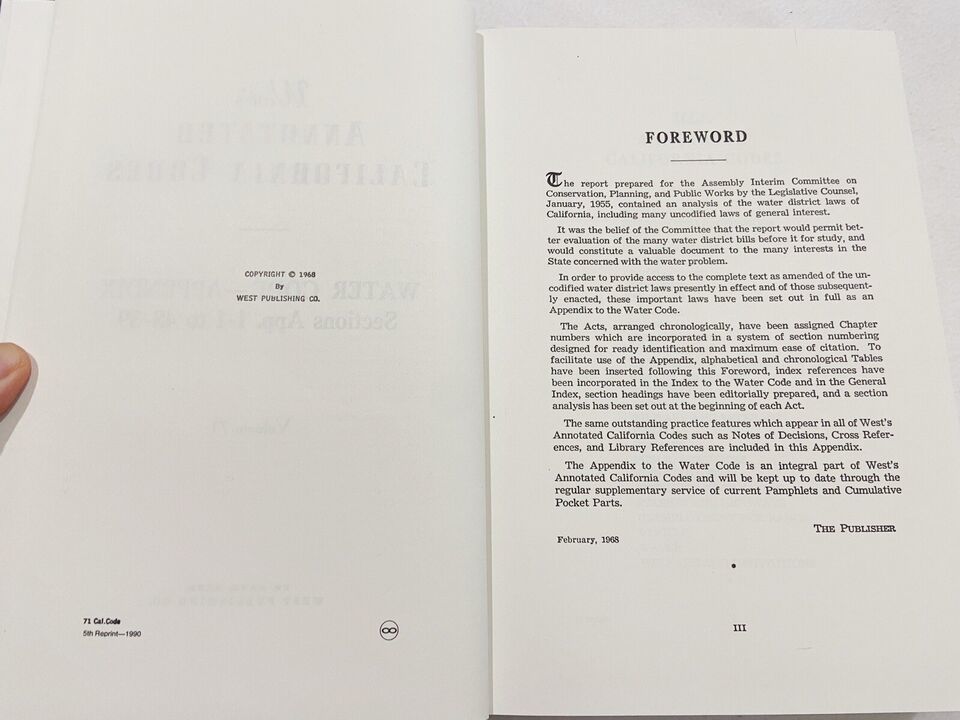 COPYRIGHT © 1968
By
WEST PUBLISHING CO.
71 Cal.Code
5th Reprint—1990
FOREWORD
The report prepared for the Assembly Interim Committee on
Conservation, Planning, and Public Works by the Legislative Counsel,
January, 1955, contained an analysis of the water district laws of
California, including many uncodified laws of general interest.
It was the belief of the Committee that the report would permit bet-
ter evaluation of the many water district bills before it for study, and
would constitute a valuable document to the many interests in the
State concerned with the water problem.
In order to provide access to the complete text as amended of the un-
codified water district laws presently in effect and of those subsequent-
ly enacted, these important laws have been set out in full as an
Appendix to the Water Code.
The Acts, arranged chronologically, have been assigned Chapter
numbers which are incorporated in a system of section numbering
designed for ready identification and maximum ease of citation. To
facilitate use of the Appendix, alphabetical and chronological Tables
have been inserted following this Foreword, index references have
been incorporated in the Index to the Water Code and in the General
Index, section headings have been editorially prepared, and a section
analysis has been set out at the beginning of each Act.
The same outstanding practice features which appear in all of West's
Annotated California Codes such as Notes of Decisions, Cross Refer-
ences, and Library References are included in this Appendix.
The Appendix to the Water Code is an integral part of West's
Annotated California Codes and will be kept up to date through the
regular supplementary service of current Pamphlets and Cumulative
Pocket Parts.
THE PUBLISHER
February, 1968
III